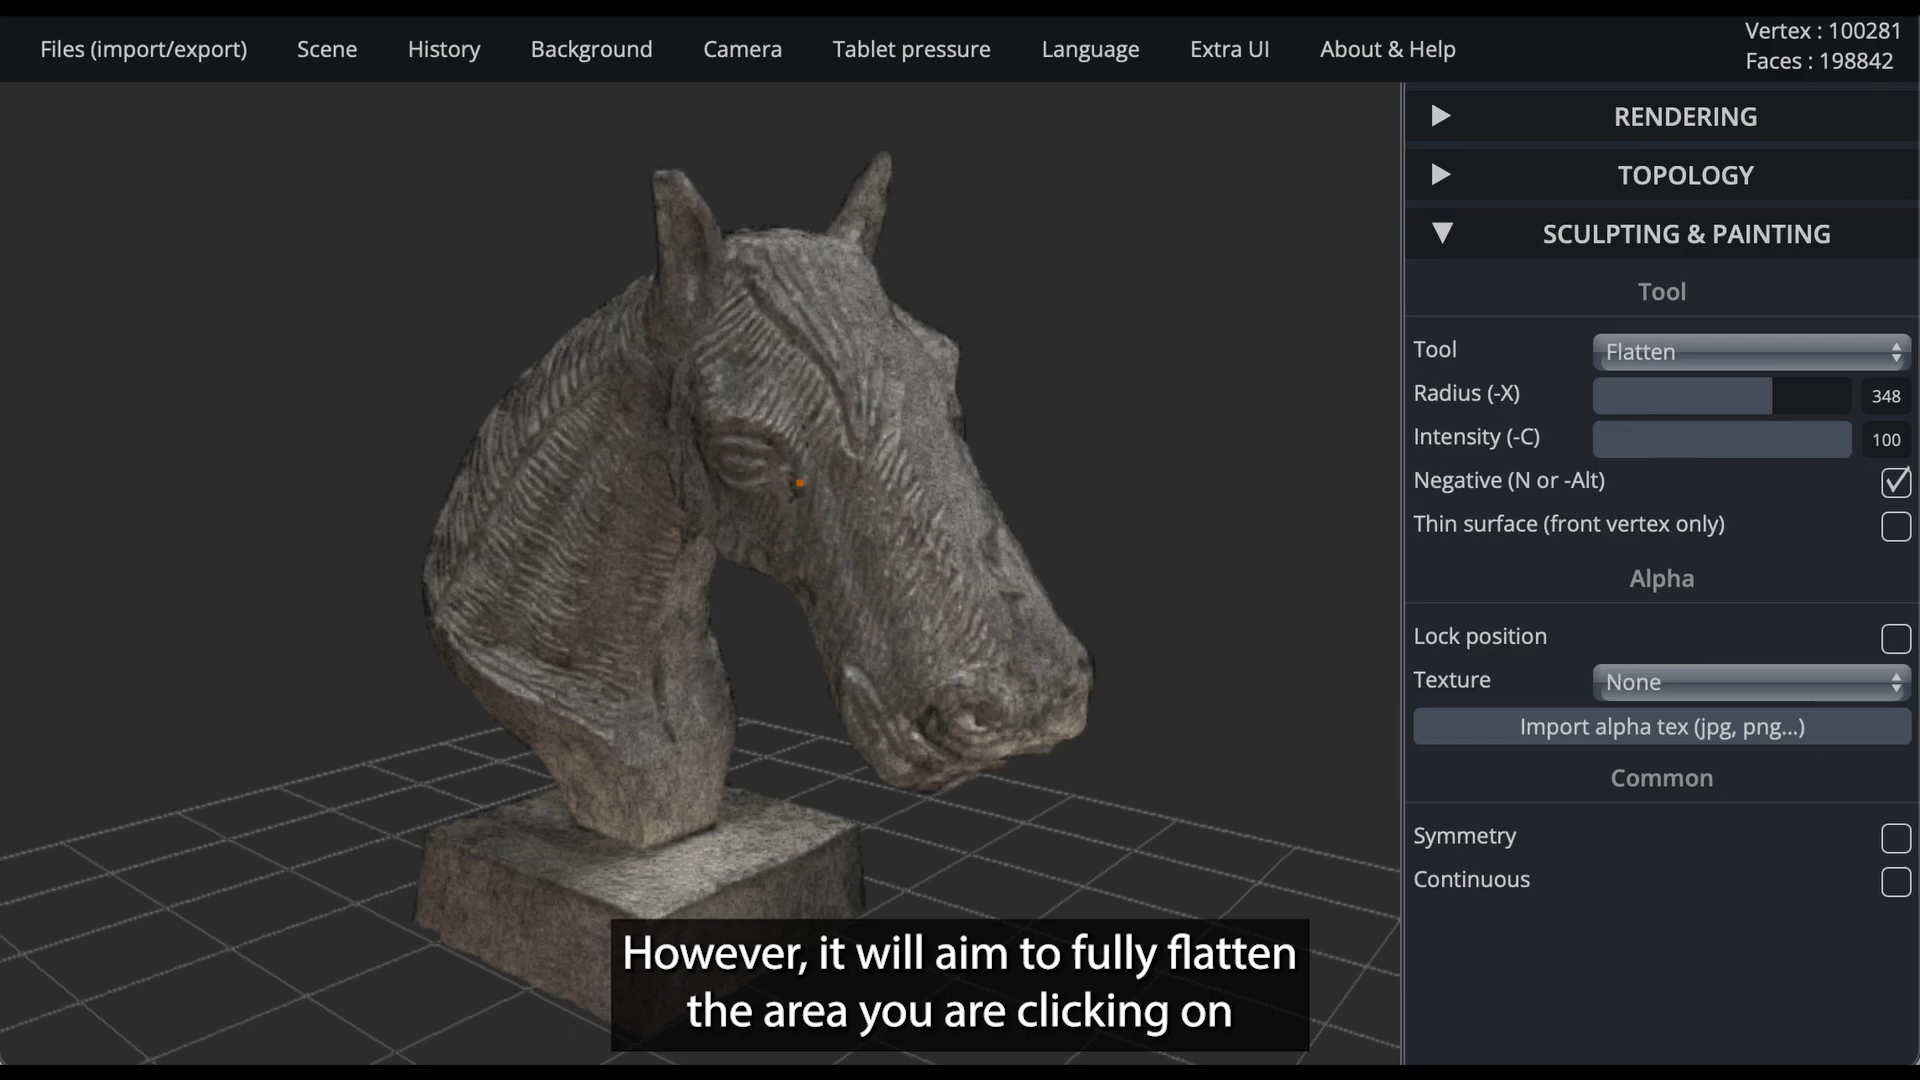 Files (import/export) Scene History Background Camera Tablet pressure Language Extra UI About & Help
Vertex : 100281
Faces : 198842
RENDERING
TOPOLOGY
SCULPTING & PAINTING
Tool
Tool Flatten
Radius (-X) 348
Intensity (-C) 100
Negative (N or -Alt)
Thin surface (front vertex only)
Alpha
Lock position
Texture None
Import alpha tex (jpg, png...)
Common
Symmetry
Continuous
However, it will aim to fully flatten
the area you are clicking on